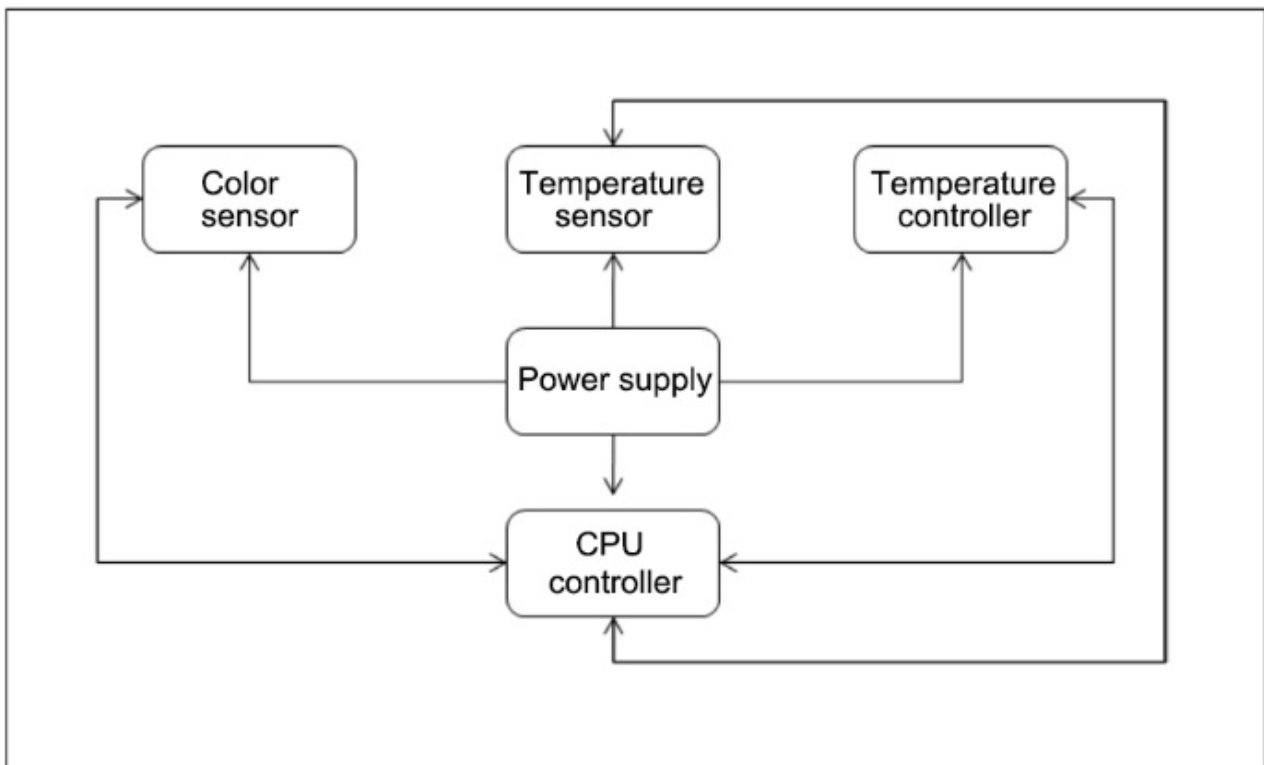 Color
sensor
Temperature
sensor
Temperature
controller
Power supply
CPU
controller